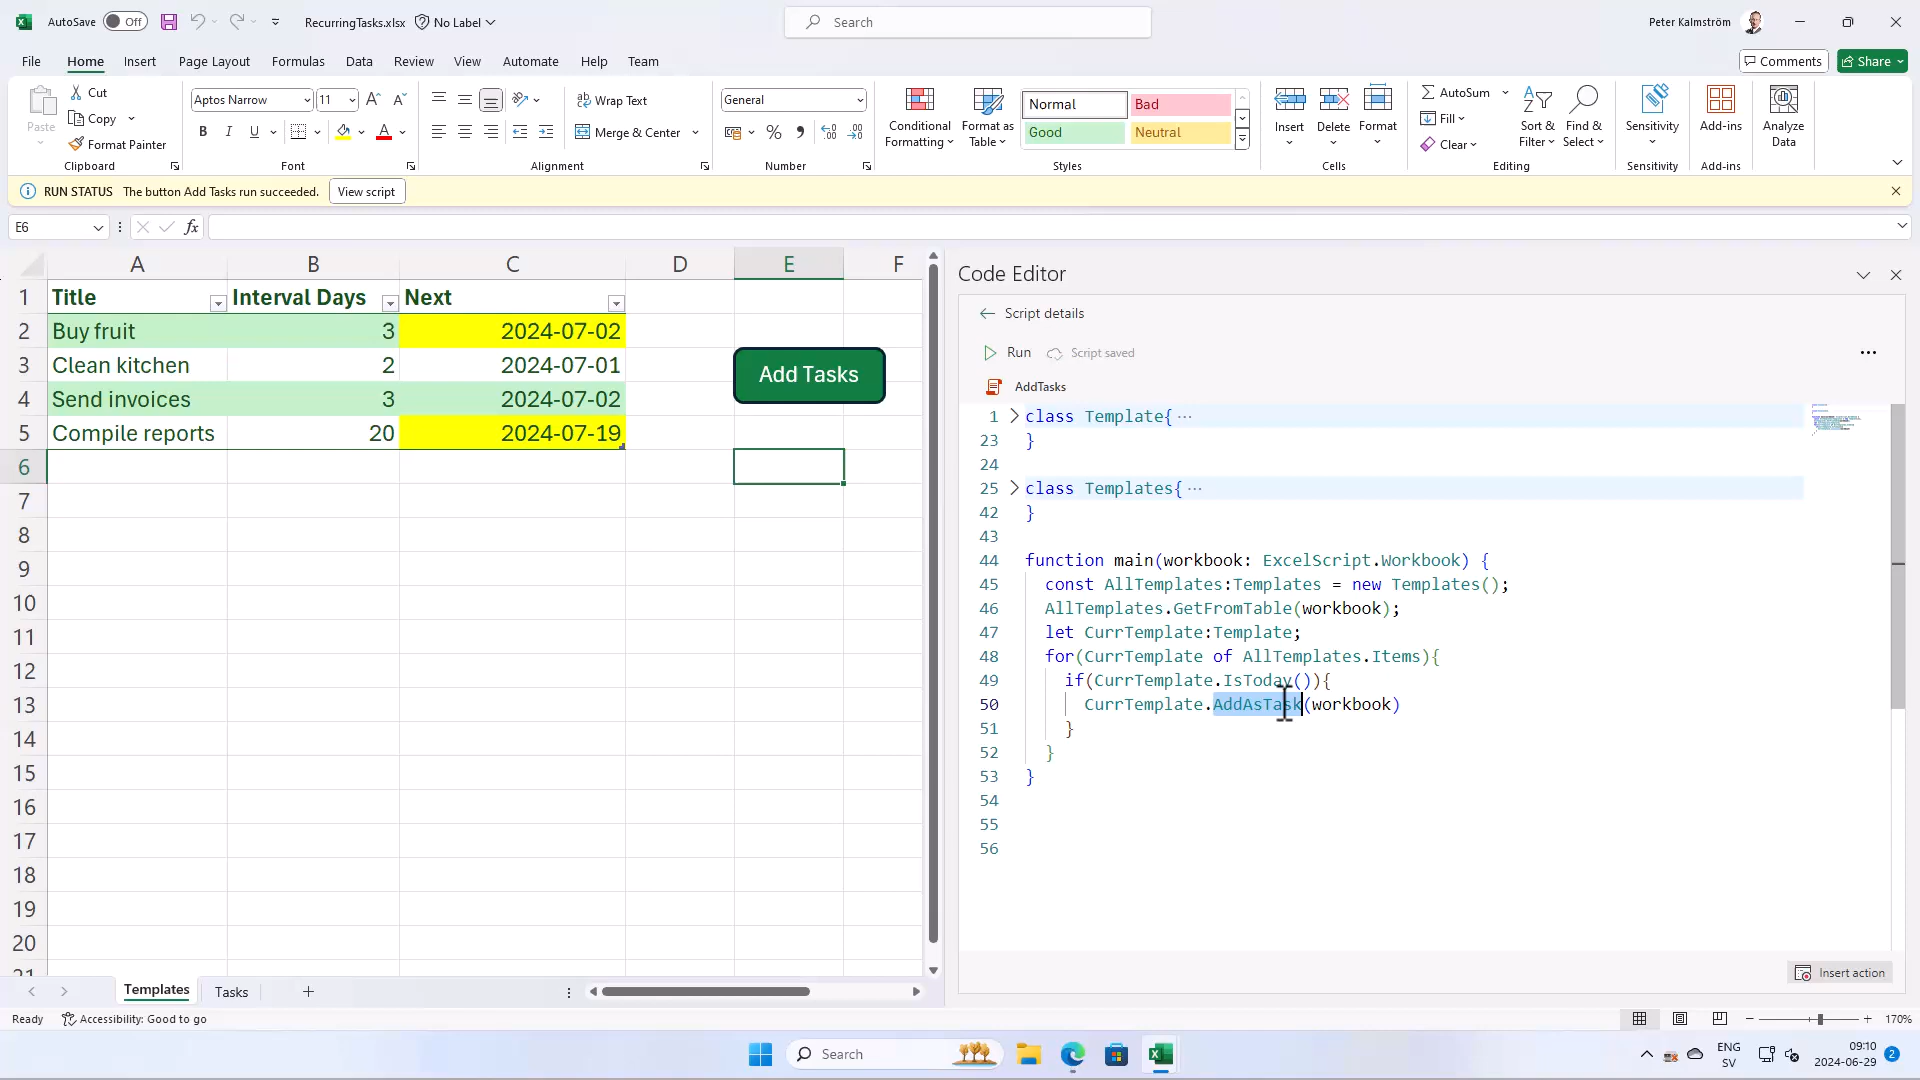 AutoSave Off RecurringTasks.xlsx No Label Search Peter Kalmström
File Home Insert Page Layout Formulas Data Review View Automate Help Team Comments Share
Paste Cut Copy Format Painter Clipboard
Aptos Narrow 11 B I U A Font
Wrap Text Merge & Center Alignment
General % Number
Conditional Formatting Format as Table Normal Bad Good Neutral Styles
Insert Delete Format Cells
AutoSum Fill Clear Sort & Filter Find & Select Editing
Sensitivity Sensitivity
Add-ins Add-ins
Analyze Data
RUN STATUS The button Add Tasks run succeeded. View script
E6 fx
A B C D E F
1 Title Interval Days Next
2 Buy fruit 3 2024-07-02
3 Clean kitchen 2 2024-07-01
4 Send invoices 3 2024-07-02
5 Compile reports 20 2024-07-19
Add Tasks
6
7
8
9
10
11
12
13
14
15
16
17
18
19
20
21
Templates Tasks
Code Editor
Script details
Run Script saved
AddTasks
1 class Template{ ···
23 }
24
25 class Templates{ ···
42 }
43
44 function main(workbook: ExcelScript.Workbook) {
45 const AllTemplates:Templates = new Templates();
46 AllTemplates.GetFromTable(workbook);
47 let CurrTemplate:Template;
48 for(CurrTemplate of AllTemplates.Items){
49 if(CurrTemplate.IsToday()){
50 CurrTemplate.AddAsTask(workbook)
51 }
52 }
53 }
54
55
56
Insert action
Ready Accessibility: Good to go 170%
Search ENG SV 09:10 2024-06-29 2